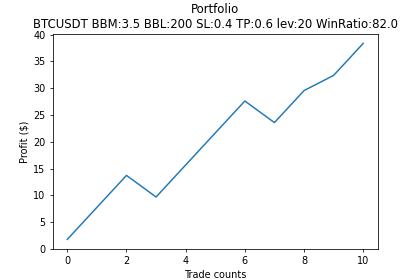 Portfolio
BTCUSDT BBM:3.5 BBL:200 SL:0.4 TP:0.6 lev:20 WinRatio:82.0
40
35
30
25
20
15
10
5
0
Profit ($)
0 2 4 6 8 10
Trade counts